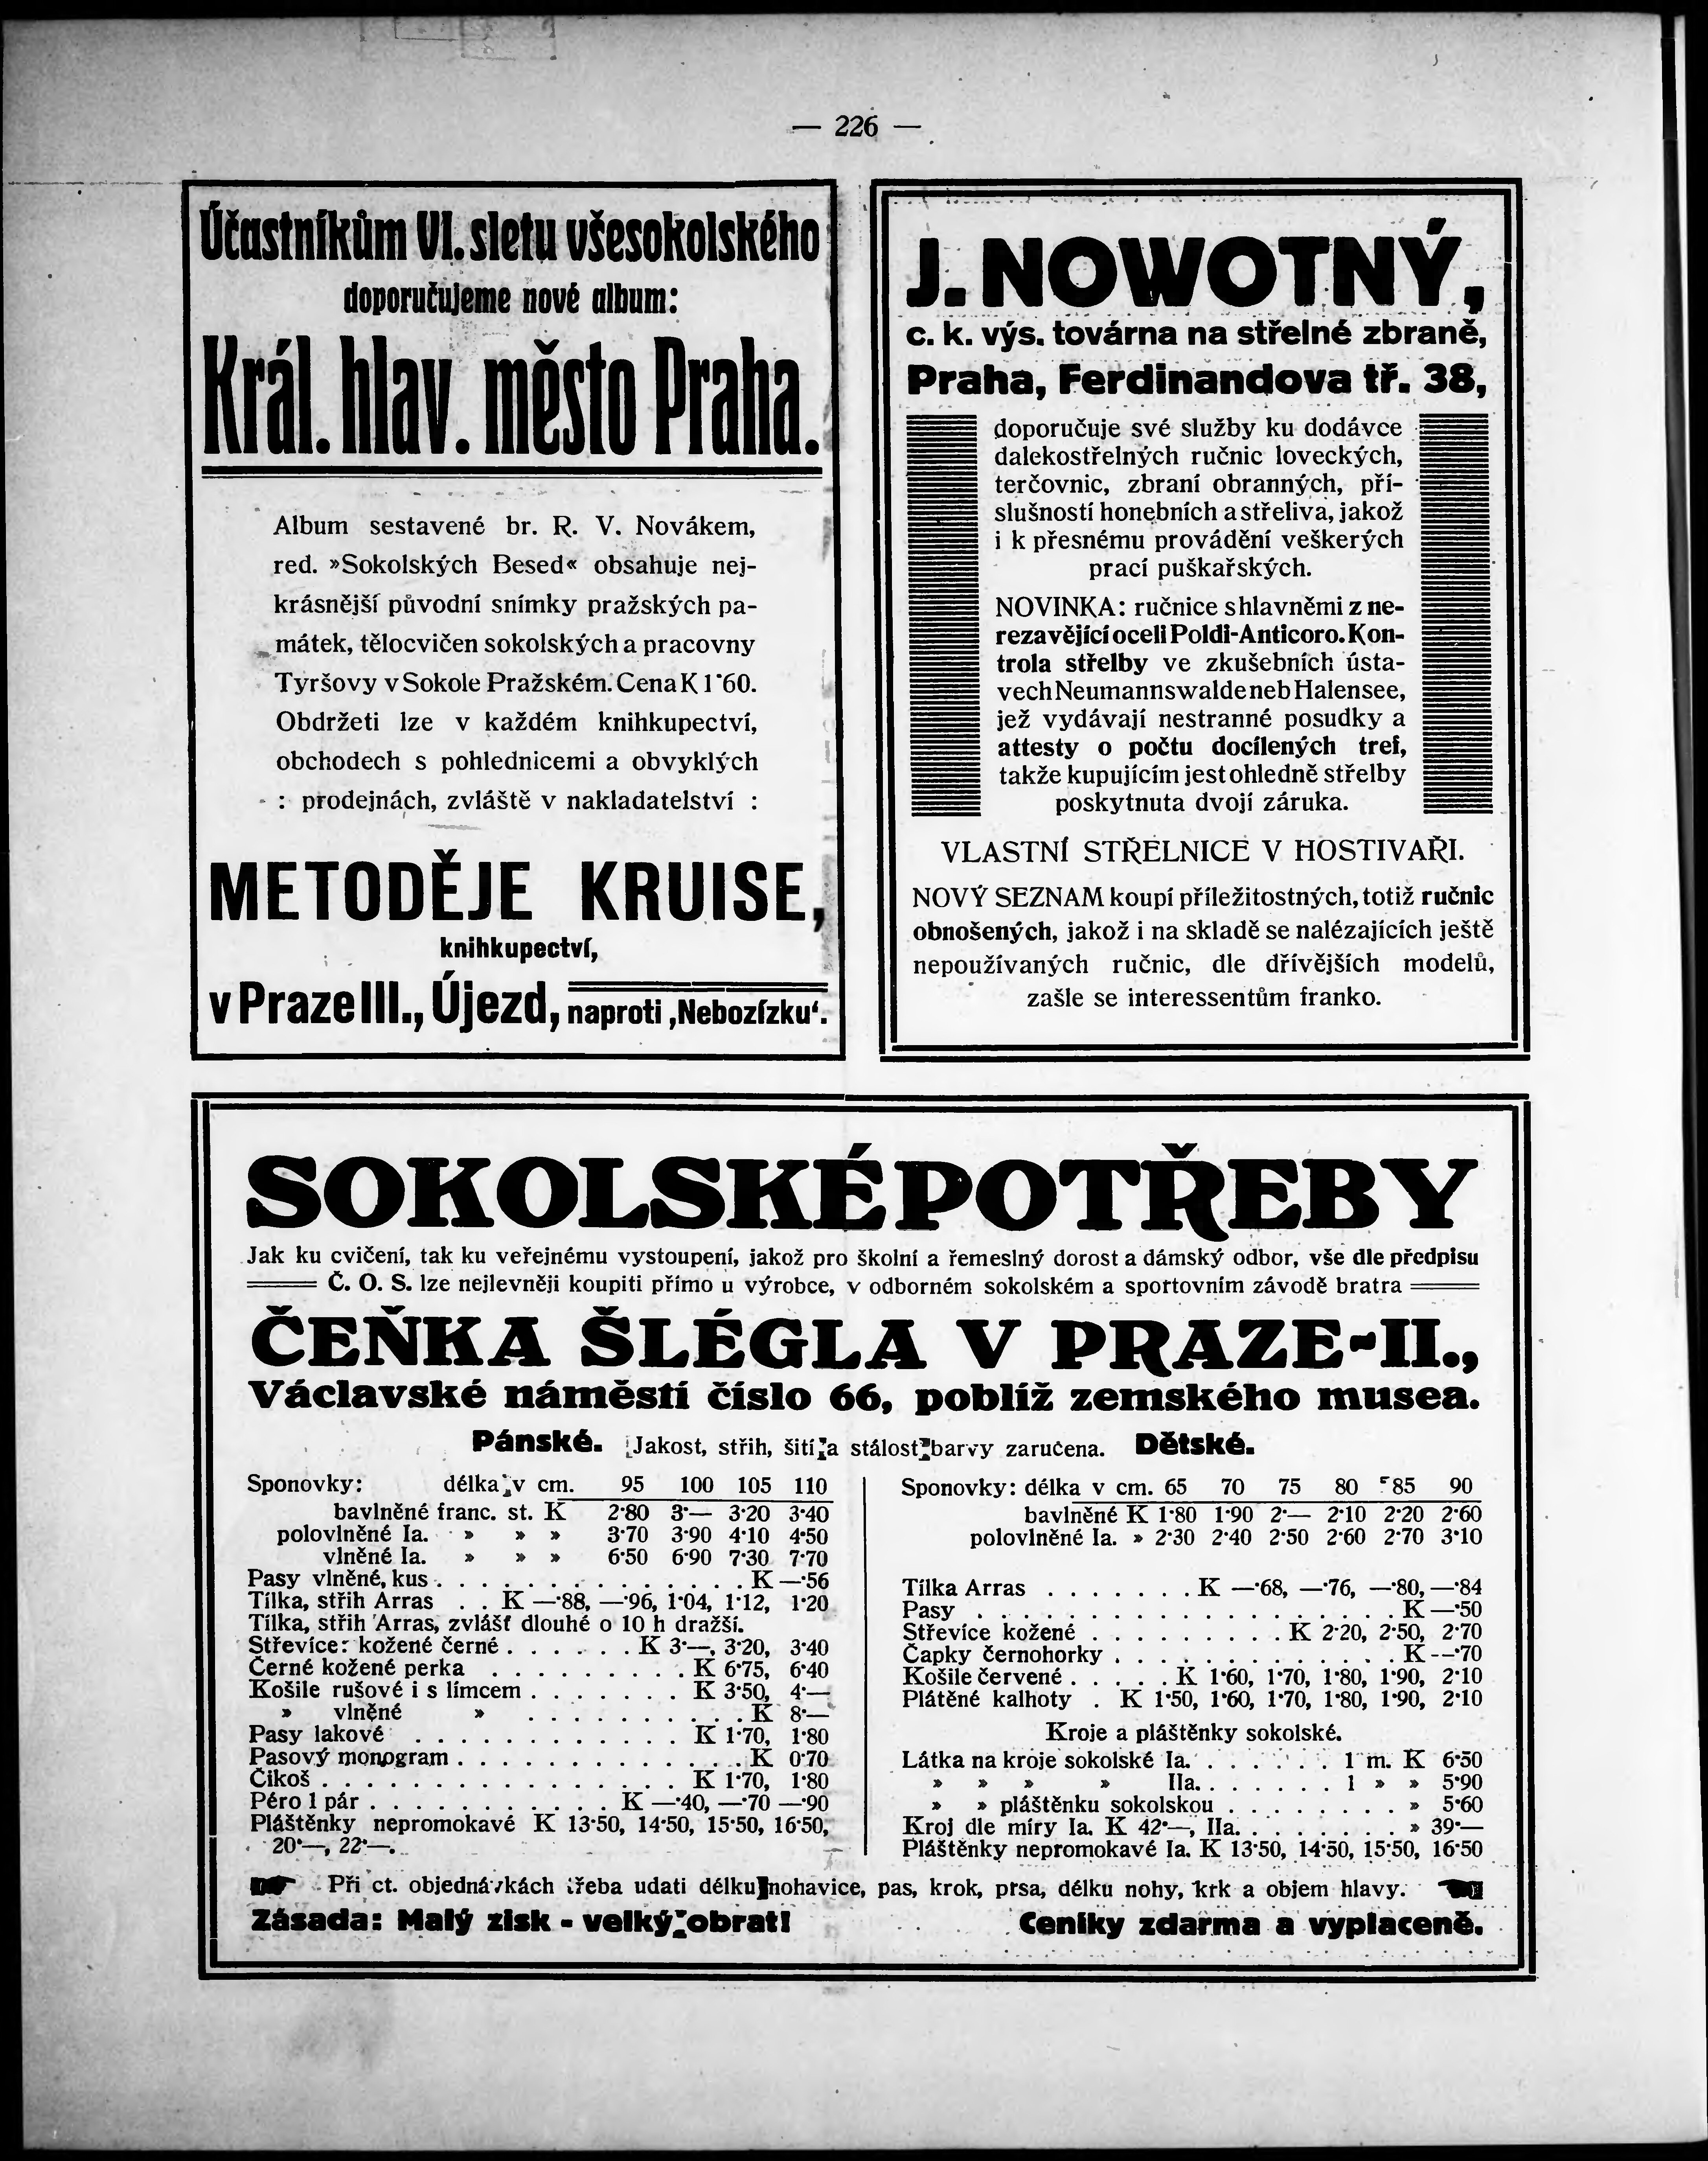 — 226 —
Účastníkům VI. sletu všesokolského
doporučujeme nové album:
Král. hlav. město Praha.
Album sestavené br. R. V. Novákem,
red. »Sokolských Besed« obsahuje nej-
krásnější původní snímky pražských pa-
mátek, tělocvičen sokolských a pracovny
Tyršovy v Sokole Pražském. Cena K 1·60.
Obdržeti lze v každém knihkupectví,
obchodech s pohlednicemi a obvyklých
: prodejnách, zvláště v nakladatelství :
METODĚJE KRUISE,
knihkupectví,
v Praze III., Újezd, naproti ‚Nebozízku‘.
J. NOWOTNÝ,
c. k. výs. továrna na střelné zbraně,
Praha, Ferdinandova tř. 38,
doporučuje své služby ku dodávce
dalekostřelných ručnic loveckých,
terčovnic, zbraní obranných, pří-
slušností honebních a střeliva, jakož
i k přesnému provádění veškerých
prací puškařských.
NOVINKA: ručnice s hlavněmi z ne-
rezavějící oceli Poldi-Anticoro. Kon-
trola střelby ve zkušebních ústa-
vech Neumannswalde neb Halensee,
jež vydávají nestranné posudky a
attesty o počtu docílených tref,
takže kupujícím jest ohledně střelby
poskytnuta dvojí záruka.
VLASTNÍ STŘELNICE V HOSTIVAŘI.
NOVÝ SEZNAM koupí příležitostných, totiž ručnic
obnošených, jakož i na skladě se nalézajících ještě
nepoužívaných ručnic, dle dřívějších modelů,
zašle se interessentům franko.
SOKOLSKÉ POTŘEBY
Jak ku cvičení, tak ku veřejnému vystoupení, jakož pro školní a řemeslný dorost a dámský odbor, vše dle předpisu
Č. O. S. lze nejlevněji koupiti přímo u výrobce, v odborném sokolském a sportovním závodě bratra
ČEŇKA ŠLÉGLA V PRAZE-II.,
Václavské náměstí číslo 66, poblíž zemského musea.
Pánské. Jakost, střih, šití a stálost barvy zaručena. Dětské.
Sponovky: délka v cm. 95 100 105 110
bavlněné franc. st. K 2·80 3·— 3·20 3·40
polovlněné Ia. » » » 3·70 3·90 4·10 4·50
vlněné Ia. » » » 6·50 6·90 7·30 7·70
Pasy vlněné, kus . . . . . . . . . . . . . . K —·56
Tílka, střih Arras . . K —·88, —·96, 1·04, 1·12, 1·20
Tílka, střih Arras, zvlášť dlouhé o 10 h dražší.
Střevíce: kožené černé . . . . . . K 3·—, 3·20, 3·40
Černé kožené perka . . . . . . . . . K 6·75, 6·40
Košile rušové i s límcem . . . . . . . K 3·50, 4·—
» vlněné » . . . . . . . . . . K 8·—
Pasy lakové . . . . . . . . . . . . K 1·70, 1·80
Pasový monogram . . . . . . . . . . . . . K 0·70
Čikoš . . . . . . . . . . . . . . . . K 1·70, 1·80
Péro 1 pár . . . . . . . . . . . K —·40, —·70 —·90
Pláštěnky nepromokavé K 13·50, 14·50, 15·50, 16·50,
20·—, 22·—.
Sponovky: délka v cm. 65 70 75 80 85 90
bavlněné K 1·80 1·90 2·— 2·10 2·20 2·60
polovlněné Ia. » 2·30 2·40 2·50 2·60 2·70 3·10
Tílka Arras . . . . . . . K —·68, —·76, —·80, —·84
Pasy . . . . . . . . . . . . . . . . . . . K —·50
Střevíce kožené . . . . . . . . . K 2·20, 2·50, 2·70
Čapky černohorky . . . . . . . . . . . . . K —·70
Košile červené . . . . . K 1·60, 1·70, 1·80, 1·90, 2·10
Plátěné kalhoty . K 1·50, 1·60, 1·70, 1·80, 1·90, 2·10
Kroje a pláštěnky sokolské.
Látka na kroje sokolské Ia. . . . . . . 1 m. K 6·50
» » » » IIa. . . . . . . 1 » » 5·90
» » pláštěnku sokolskou . . . . . . . . . » 5·60
Kroj dle míry Ia. K 42·—, IIa. . . . . . . . » 39·—
Pláštěnky nepromokavé Ia. K 13·50, 14·50, 15·50, 16·50
Při ct. objednávkách třeba udati délku nohavice, pas, krok, prsa, délku nohy, krk a objem hlavy.
Zásada: Malý zisk - velký obrat! Ceníky zdarma a vyplaceně.